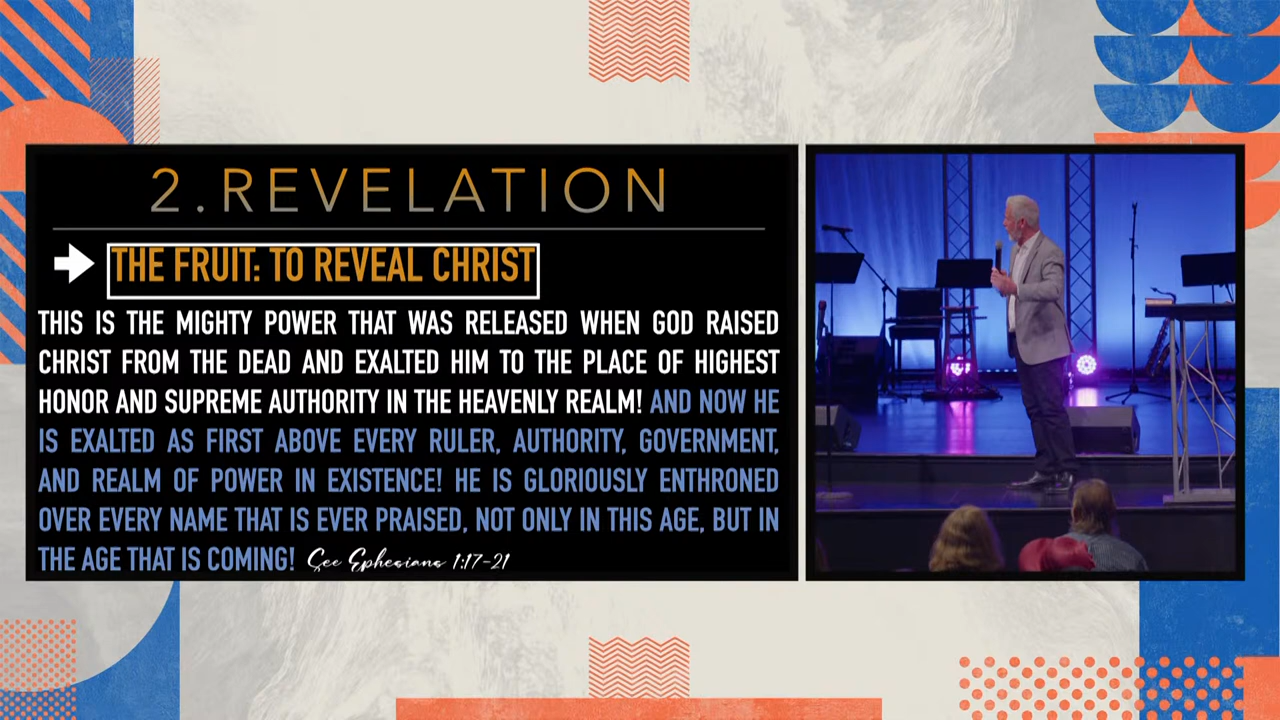 2.REVELATION
THE FRUIT: TO REVEAL CHRIST
THIS IS THE MIGHTY POWER THAT WAS RELEASED WHEN GOD RAISED
CHRIST FROM THE DEAD AND EXALTED HIM TO THE PLACE OF HIGHEST
HONOR AND SUPREME AUTHORITY IN THE HEAVENLY REALM! AND NOW HE
IS EXALTED AS FIRST ABOVE EVERY RULER, AUTHORITY, GOVERNMENT,
AND REALM OF POWER IN EXISTENCE! HE IS GLORIOUSLY ENTHRONED
OVER EVERY NAME THAT IS EVER PRAISED, NOT ONLY IN THIS AGE, BUT IN
THE AGE THAT IS COMING! See Ephesians 1:17-21